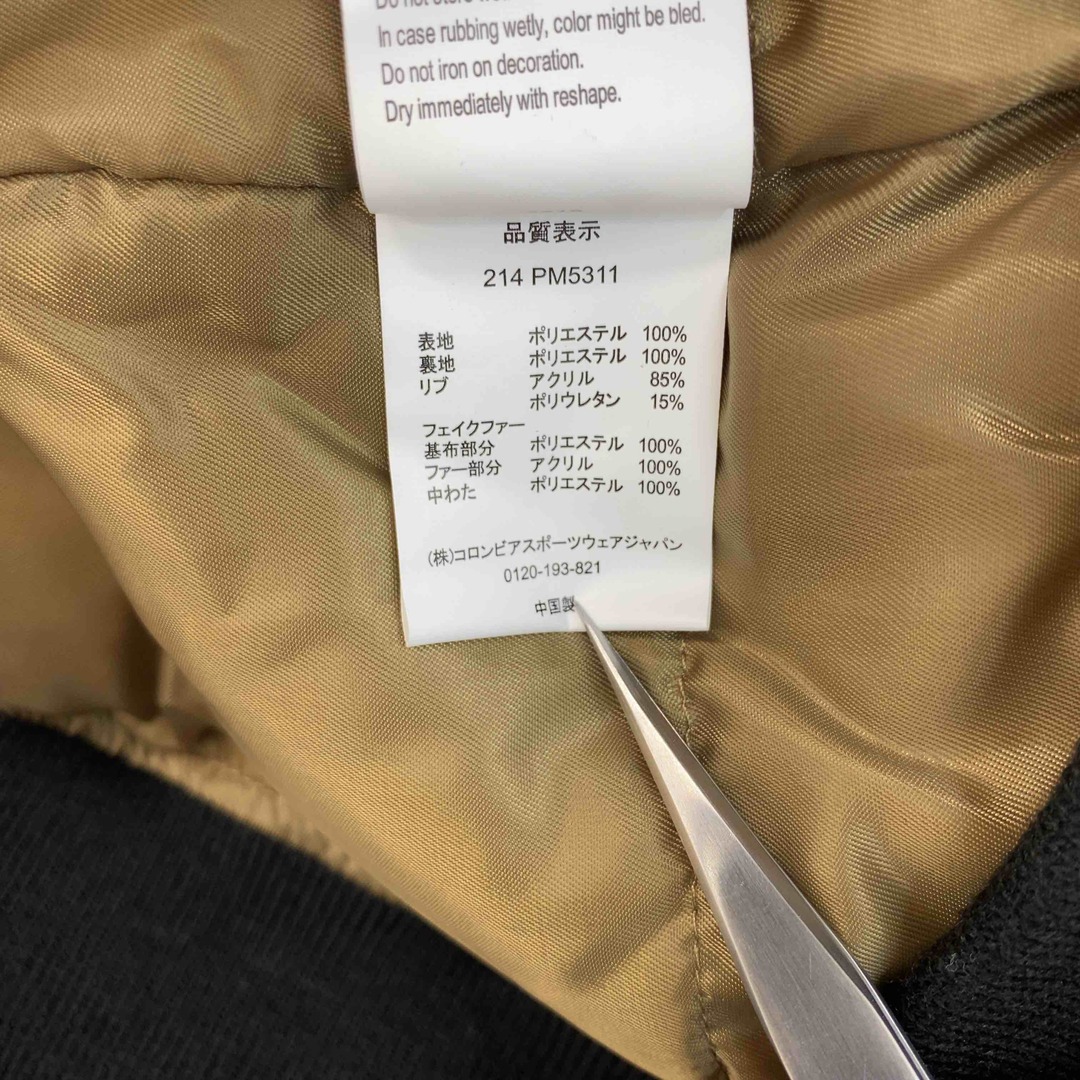 In case rubbing wetly, color might be bled.
Do not iron on decoration.
Dry immediately with reshape.
品質表示
214 PM5311
表地 ポリエステル 100%
裏地 ポリエステル 100%
リブ アクリル 85%
ポリウレタン 15%
フェイクファー
基布部分 ポリエステル 100%
ファー部分 アクリル 100%
中わた ポリエステル 100%
(株)コロンビアスポーツウェアジャパン
0120-193-821
中国製